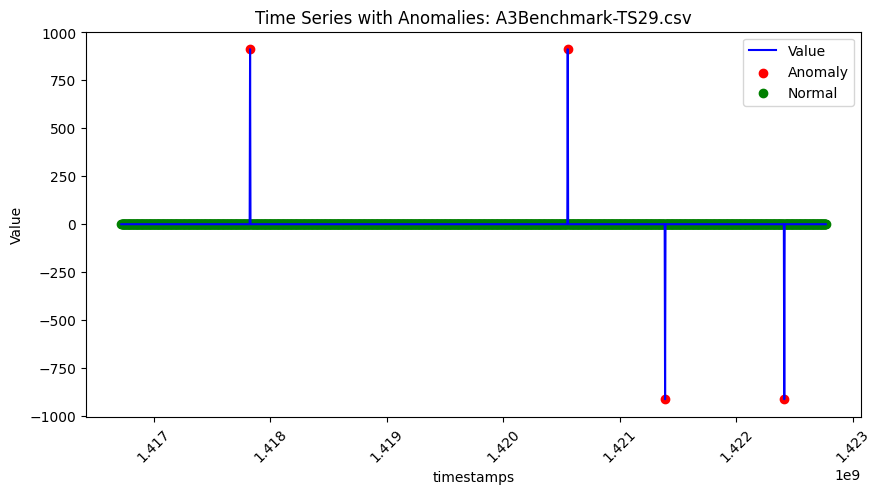 Time Series with Anomalies: A3Benchmark-TS29.csv
1000
750
500
250
0
−250
−500
−750
−1000
Value
Value
Anomaly
Normal
1.417
1.418
1.419
1.420
1.421
1.422
1.423
1e9
timestamps